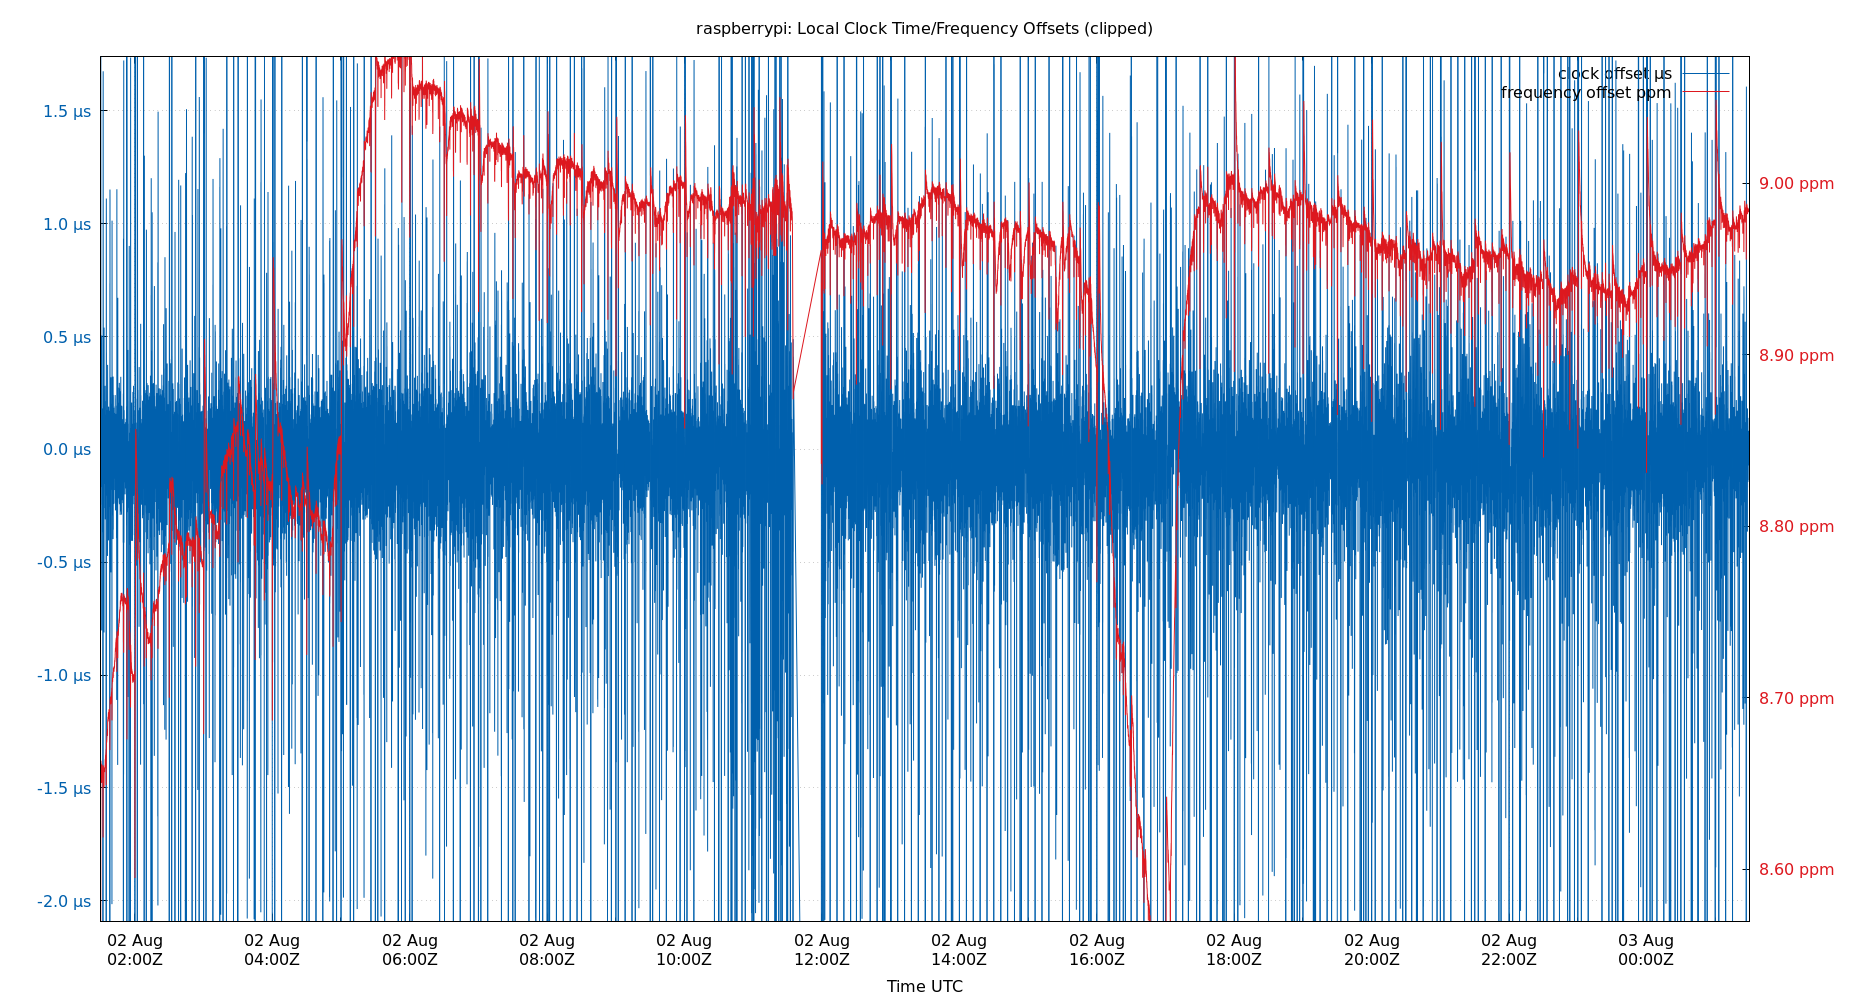 raspberrypi: Local Clock Time/Frequency Offsets (clipped)
clock offset µs
frequency offset ppm
1.5 µs
1.0 µs
0.5 µs
0.0 µs
-0.5 µs
-1.0 µs
-1.5 µs
-2.0 µs
9.00 ppm
8.90 ppm
8.80 ppm
8.70 ppm
8.60 ppm
02 Aug 02 Aug 02 Aug 02 Aug 02 Aug 02 Aug 02 Aug 02 Aug 02 Aug 02 Aug 02 Aug 03 Aug
02:00Z 04:00Z 06:00Z 08:00Z 10:00Z 12:00Z 14:00Z 16:00Z 18:00Z 20:00Z 22:00Z 00:00Z
Time UTC